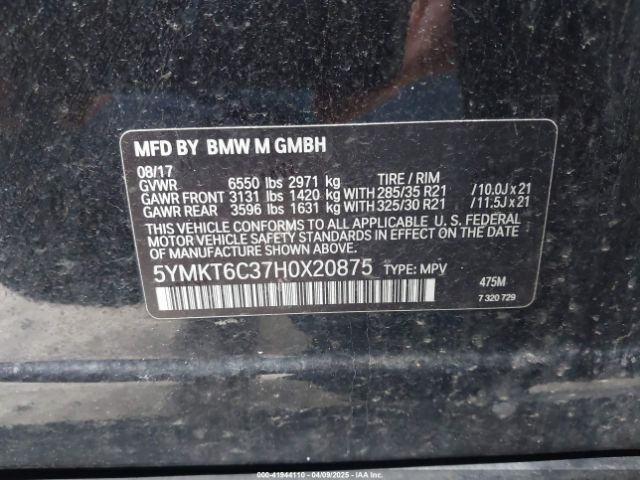 MFD BY BMW M GMBH
08/17
GVWR 6550 lbs 2971 kg TIRE / RIM
GAWR FRONT 3131 lbs 1420 kg WITH 285/35 R21 / 10.0J x 21
GAWR REAR 3596 lbs 1631 kg WITH 325/30 R21 / 11.5J x 21
THIS VEHICLE CONFORMS TO ALL APPLICABLE U. S. FEDERAL
MOTOR VEHICLE SAFETY STANDARDS IN EFFECT ON THE DATE
OF MANUFACTURE SHOWN ABOVE.
5YMKT6C37H0X20875 TYPE: MPV
475M
7 320 729
000-41944110 - 04/09/2025 - IAA Inc.